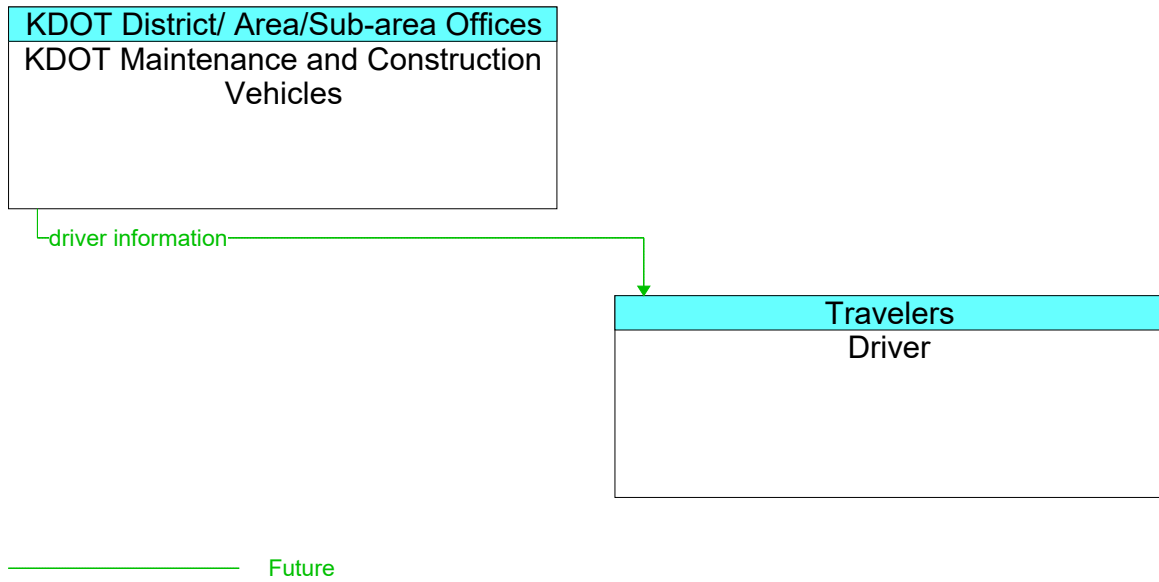 KDOT District/ Area/Sub-area Offices
KDOT Maintenance and Construction
Vehicles
driver information
Travelers
Driver
Future